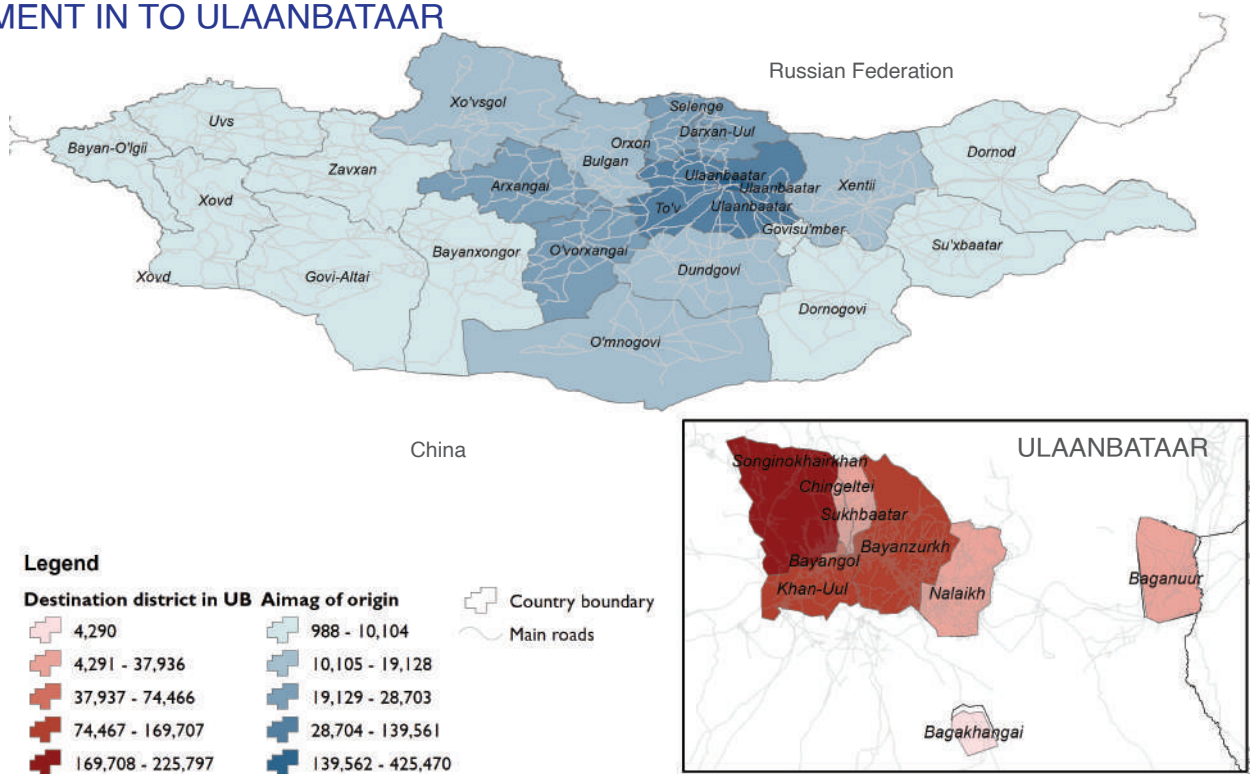 MENT IN TO ULAANBATAAR
Russian Federation
Xo'vsgol
Selenge
Uvs
Darxan-Uul
Bayan-O'lgii
Orxon
Dornod
Bulgan
Zavxan
Ulaanbaatar
Arxangai
Ulaanbaatar
Xentii
Xovd
To'v
Ulaanbaatar
Govisu'mber
Bayanxongor
O'vorxangai
Su'xbaatar
Dundgovi
Xovd
Govi-Altai
Dornogovi
O'mnogovi
China
ULAANBATAAR
Songinokhairkhan
Chingeltei
Sukhbaatar
Bayanzurkh
Bayangol
Baganuur
Khan-Uul
Nalaikh
Bagakhangai
Legend
Destination district in UB
4,290
4,291 - 37,936
37,937 - 74,466
74,467 - 169,707
169,708 - 225,797
Aimag of origin
988 - 10,104
10,105 - 19,128
19,129 - 28,703
28,704 - 139,561
139,562 - 425,470
Country boundary
Main roads